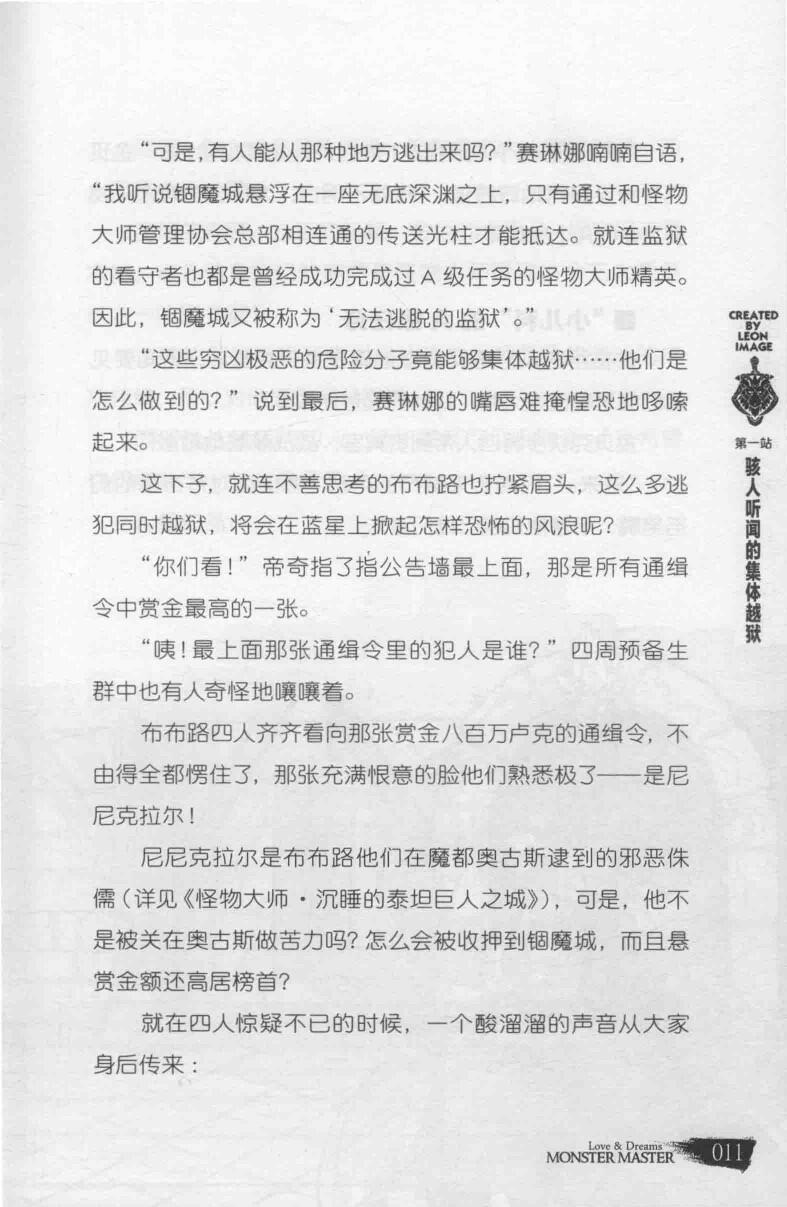 “可是,有人能从那种地方逃出来吗?”赛琳娜喃喃自语,
“我听说锢魔城悬浮在一座无底深渊之上，只有通过和怪物
大师管理协会总部相连通的传送光柱才能抵达。就连监狱
的看守者也都是曾经成功完成过A级任务的怪物大师精英。
因此，锢魔城又被称为‘无法逃脱的监狱’。”
“这些穷凶极恶的危险分子竟能够集体越狱……他们是
怎么做到的?”说到最后，赛琳娜的嘴唇难掩惶恐地哆嗦
起来。
这下子，就连不善思考的布布路也拧紧眉头，这么多逃
犯同时越狱，将会在蓝星上掀起怎样恐怖的风浪呢?
“你们看!”帝奇指了指公告墙最上面，那是所有通缉
令中赏金最高的一张。
“咦!最上面那张通缉令里的犯人是谁?”四周预备生
群中也有人奇怪地嚷嚷着。
布布路四人齐齐看向那张赏金八百万卢克的通缉令，不
由得全都愣住了，那张充满恨意的脸他们熟悉极了——是尼
尼克拉尔!
尼尼克拉尔是布布路他们在魔都奥古斯逮到的邪恶侏
儒(详见《怪物大师·沉睡的泰坦巨人之城》)，可是，他不
是被关在奥古斯做苦力吗?怎么会被收押到锢魔城，而且悬
赏金额还高居榜首?
就在四人惊疑不已的时候，一个酸溜溜的声音从大家
身后传来:
CREATED
BY
LEON
IMAGE
第一站
骇人听闻的集体越狱
Love & Dreams
MONSTER MASTER
011